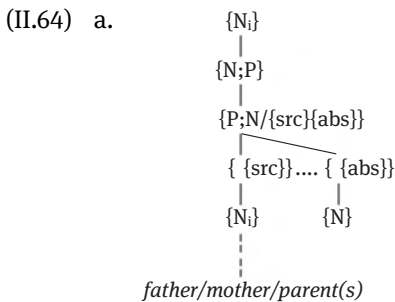 (II.64) a. {Nᵢ}
{N;P}
{P;N/{src}{abs}}
{ {src}}.... { {abs}}
{Nᵢ} {N}
father/mother/parent(s)